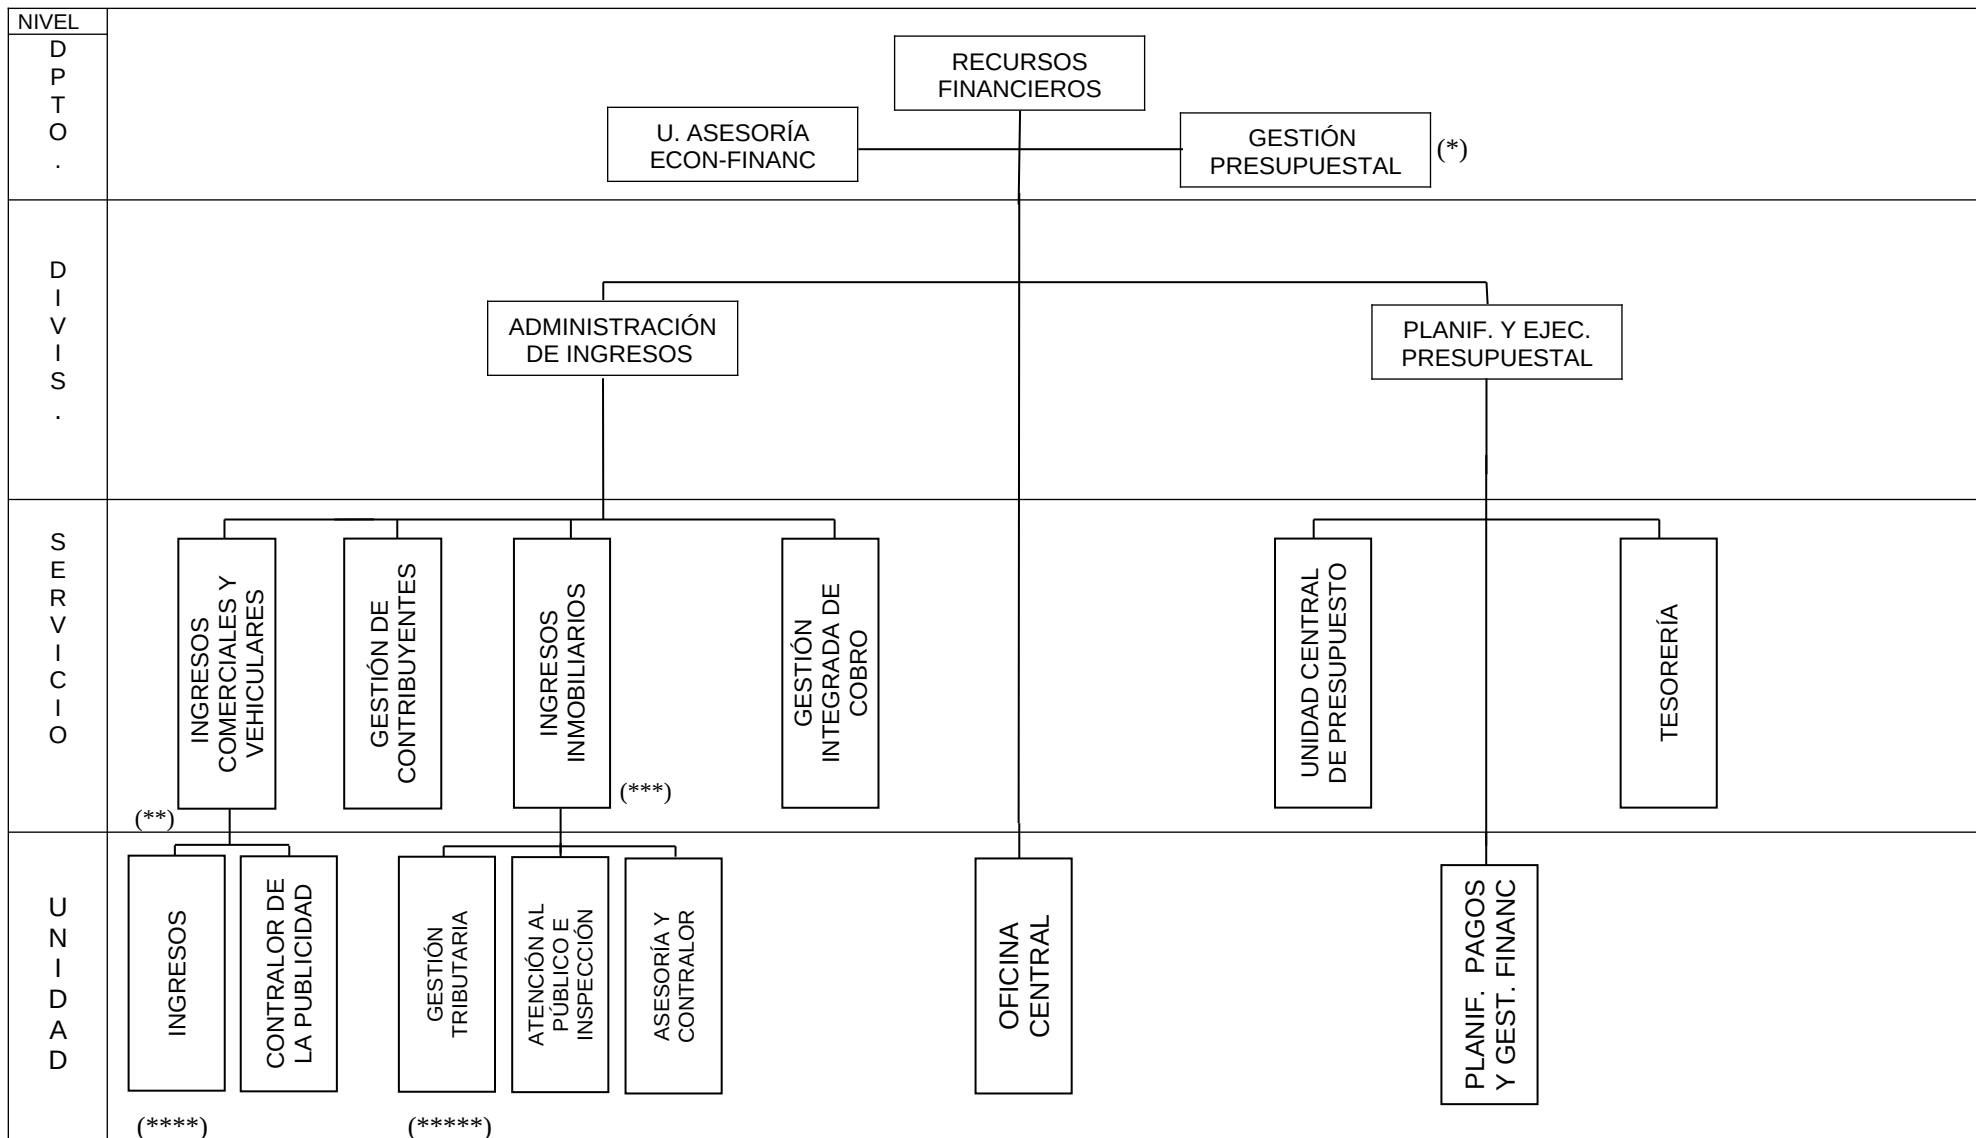 NIVEL
D
P
T
O
.
RECURSOS
FINANCIEROS
U. ASESORÍA
ECON-FINANC
GESTIÓN
PRESUPUESTAL
(*)
D
I
V
I
S
.
ADMINISTRACIÓN
DE INGRESOS
PLANIF. Y EJEC.
PRESUPUESTAL
S
E
R
V
I
C
I
O
INGRESOS
COMERCIALES Y
VEHICULARES
(**)
GESTIÓN DE
CONTRIBUYENTES
INGRESOS
INMOBILIARIOS
(***)
GESTIÓN
INTEGRADA DE
COBRO
UNIDAD CENTRAL
DE PRESUPUESTO
TESORERÍA
U
N
I
D
A
D
INGRESOS
(****)
CONTRALOR DE
LA PUBLICIDAD
GESTIÓN
TRIBUTARIA
(*****)
ATENCIÓN AL
PÚBLICO E
INSPECCIÓN
ASESORÍA Y
CONTRALOR
OFICINA
CENTRAL
PLANIF. PAGOS
Y GEST. FINANC